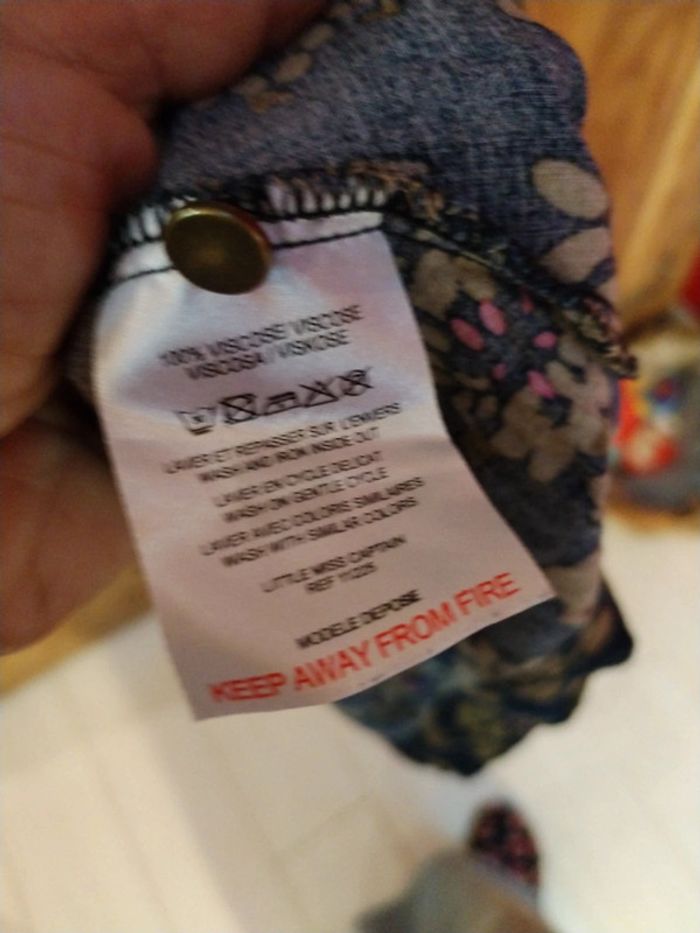 100% VISCOSE/ VISCOSE
VISCOSA / VISKOSE
LAVER ET REPASSER SUR L'ENVERS
WASH AND IRON INSIDE OUT
LAVER EN CYCLE DELICAT
WASH ON GENTLE CYCLE
LAVER AVEC COLORIS SIMILAIRES
WASH WITH SIMILAR COLORS
LITTLE MISS CAPTAIN
REF 11225
MODELE DEPOSE
KEEP AWAY FROM FIRE